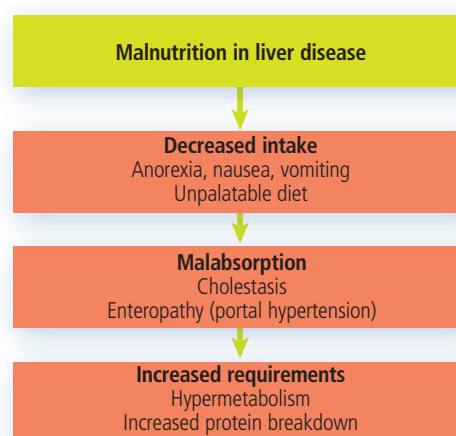 Malnutrition in liver disease
Decreased intake
Anorexia, nausea, vomiting
Unpalatable diet
Malabsorption
Cholestasis
Enteropathy (portal hypertension)
Increased requirements
Hypermetabolism
Increased protein breakdown